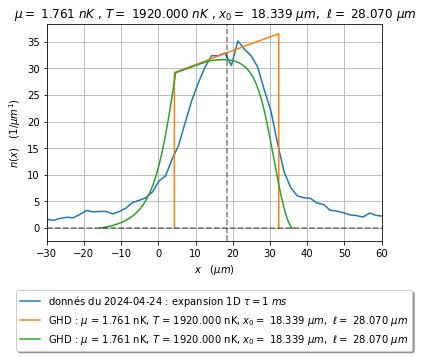 μ = 1.761 nK , T = 1920.000 nK , x₀ = 18.339 μm, ℓ = 28.070 μm
n(x) (1/μm¹)
35
30
25
20
15
10
5
0
−30 −20 −10 0 10 20 30 40 50 60
x (μm)
donnés du 2024-04-24 : expansion 1D τ = 1 ms
GHD : μ = 1.761 nK, T = 1920.000 nK, x₀ = 18.339 μm, ℓ = 28.070 μm
GHD : μ = 1.761 nK, T = 1920.000 nK, x₀ = 18.339 μm, ℓ = 28.070 μm